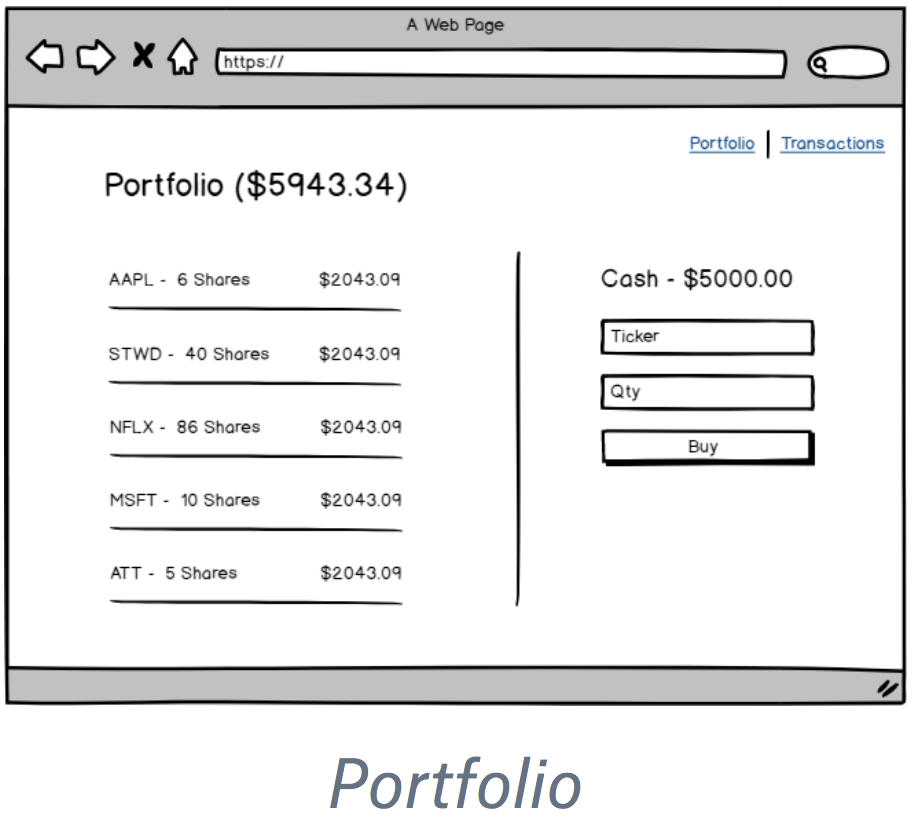 A Web Page
https://
Portfolio | Transactions
Portfolio ($5943.34)
AAPL - 6 Shares $2043.09
STWD - 40 Shares $2043.09
NFLX - 86 Shares $2043.09
MSFT - 10 Shares $2043.09
ATT - 5 Shares $2043.09
Cash - $5000.00
Ticker
Qty
Buy
Portfolio